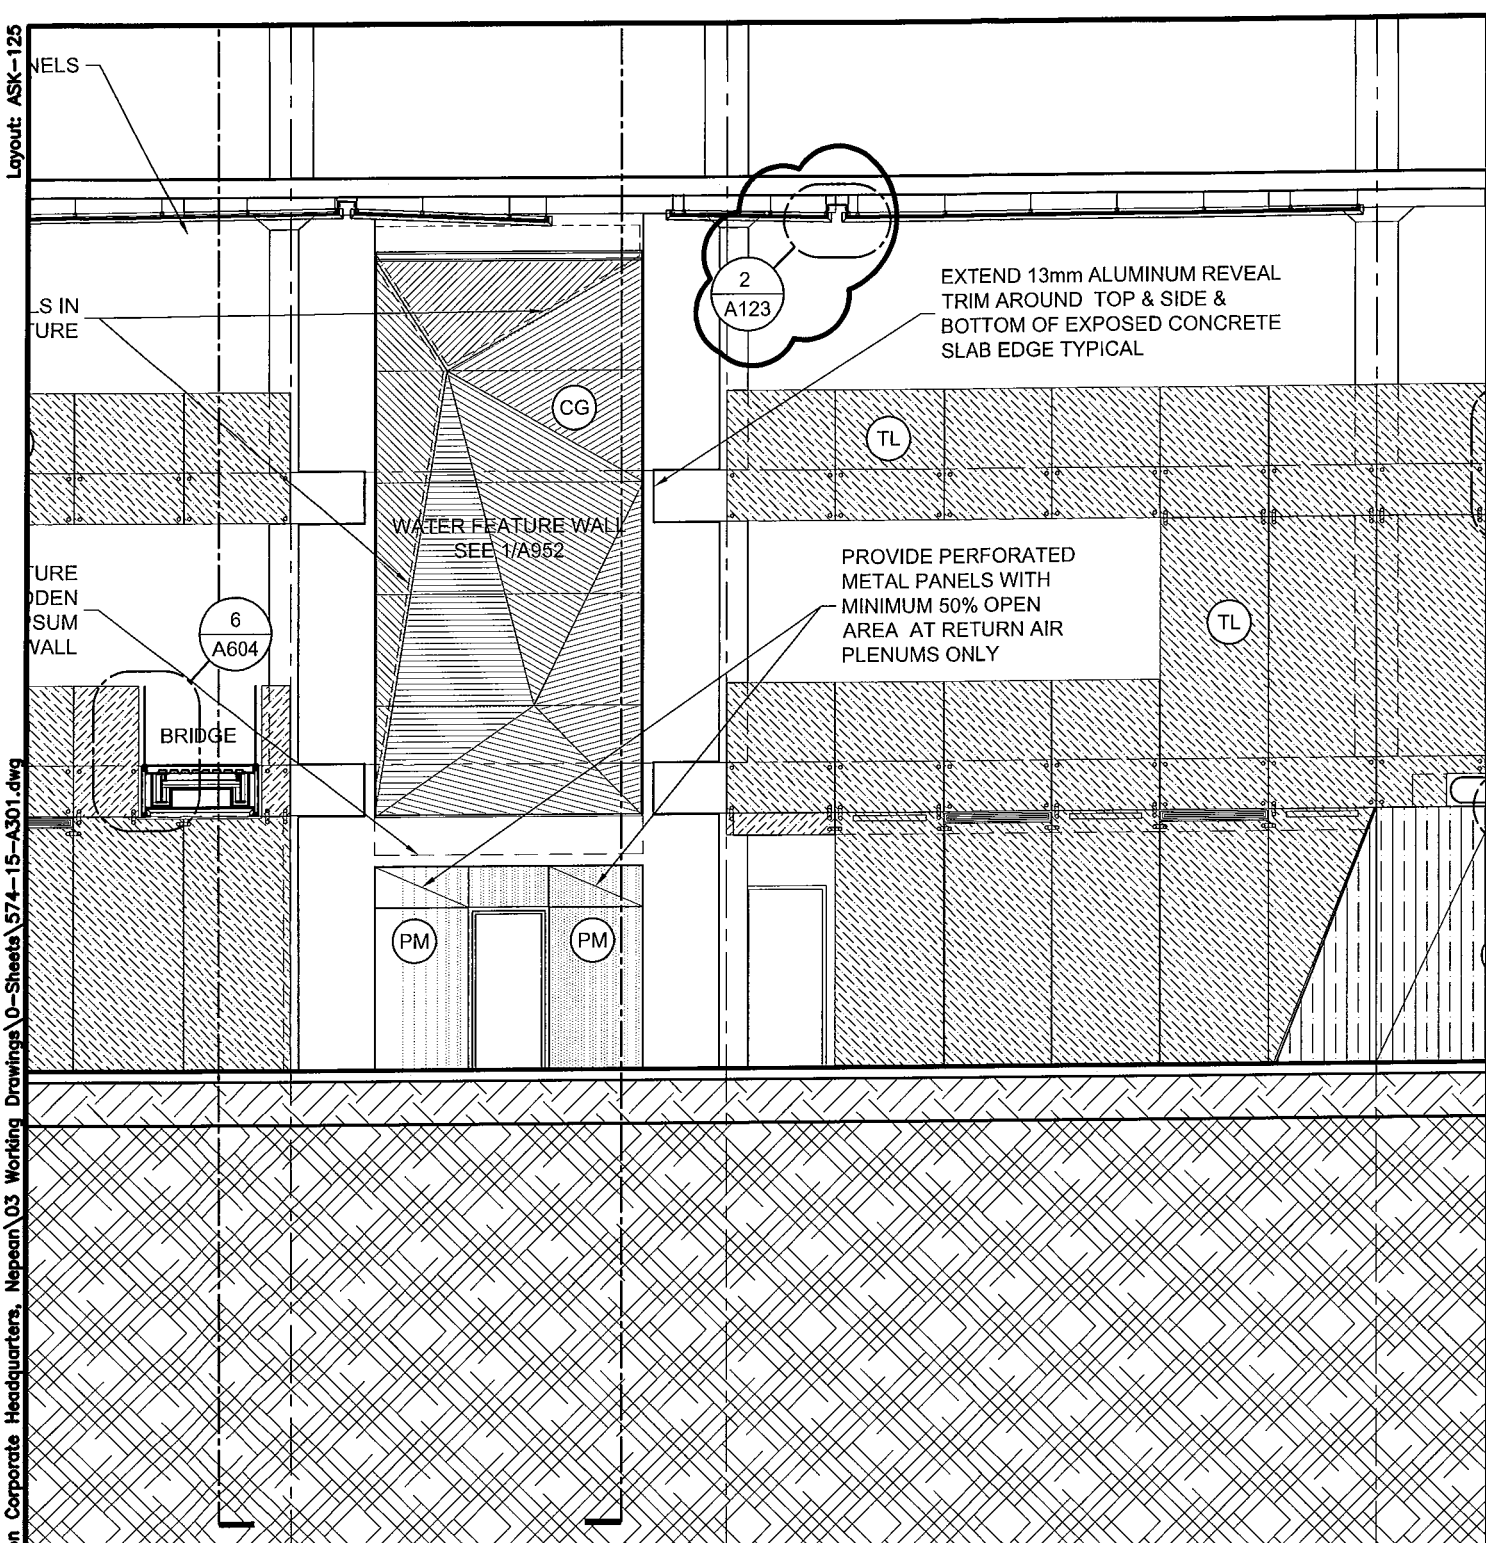 Layout: ASK-125
NELS
2
A123
EXTEND 13mm ALUMINUM REVEAL
TRIM AROUND TOP & SIDE &
BOTTOM OF EXPOSED CONCRETE
SLAB EDGE TYPICAL
LS IN
TURE
CG
TL
WATER FEATURE WALL
SEE 1/A952
PROVIDE PERFORATED
METAL PANELS WITH
MINIMUM 50% OPEN
AREA AT RETURN AIR
PLENUMS ONLY
TURE
DDEN
PSUM
WALL
6
A604
TL
BRIDGE
PM
PM
on Corporate Headquarters, Nepean\03 Working Drawings\0-Sheets\574-15-A301.dwg